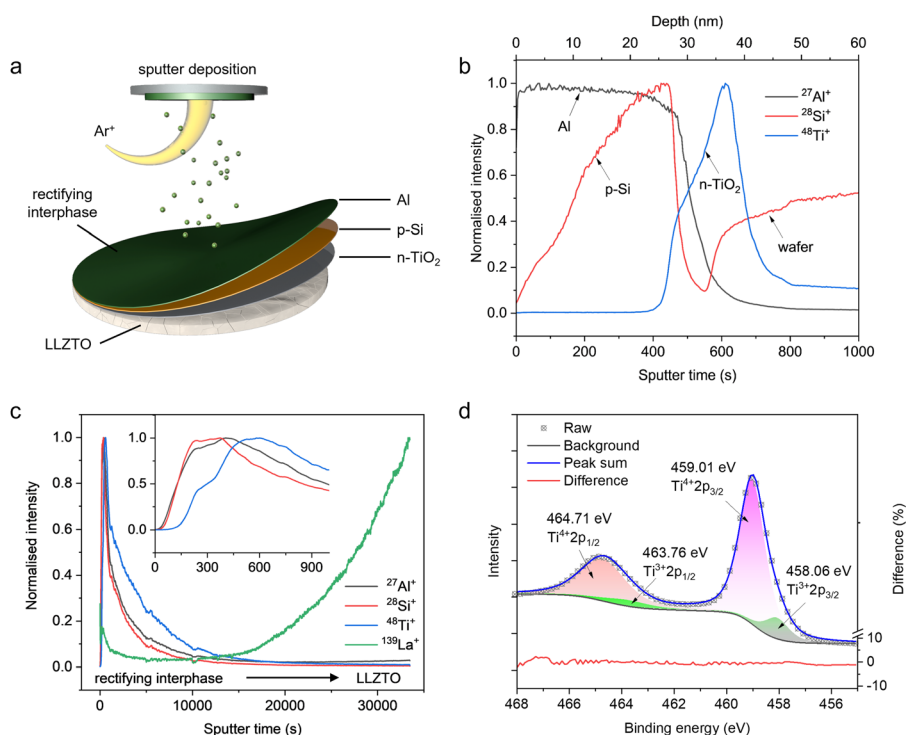 a
sputter deposition
Ar⁺
rectifying
interphase
Al
p-Si
n-TiO₂
LLZTO
b
Depth (nm)
0 10 20 30 40 50 60
Normalised intensity
1.0
0.8
0.6
0.4
0.2
0.0
Al
p-Si
n-TiO₂
wafer
²⁷Al⁺
²⁸Si⁺
⁴⁸Ti⁺
0 200 400 600 800 1000
Sputter time (s)
c
Normalised intensity
1.0
0.8
0.6
0.4
0.2
0.0
1.0
0.5
0.0
0 300 600 900
²⁷Al⁺
²⁸Si⁺
⁴⁸Ti⁺
¹³⁹La⁺
rectifying interphase LLZTO
0 10000 20000 30000
Sputter time (s)
d
Raw
Background
Peak sum
Difference
459.01 eV
Ti⁴⁺2p₃/₂
464.71 eV
Ti⁴⁺2p₁/₂
463.76 eV
Ti³⁺2p₁/₂
458.06 eV
Ti³⁺2p₃/₂
Intensity
Difference (%)
10
0
-10
468 466 464 462 460 458 456
Binding energy (eV)